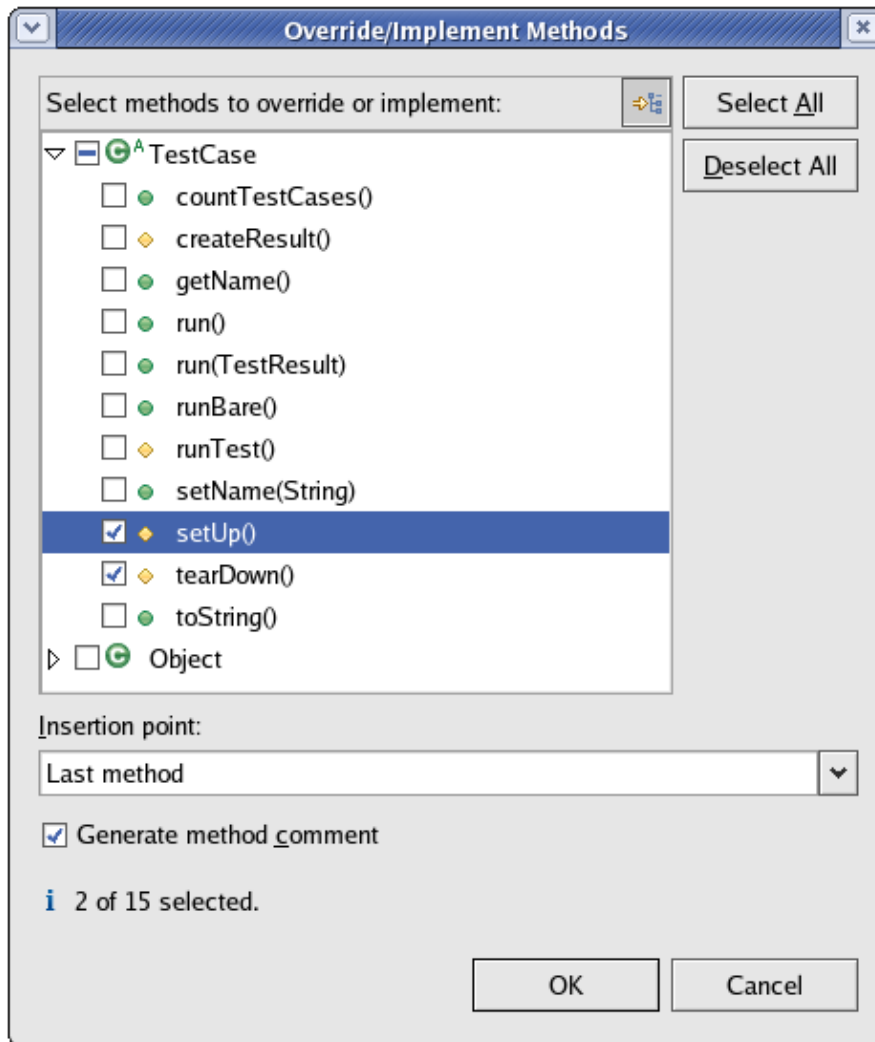 Override/Implement Methods
Select methods to override or implement:
Select All
Deselect All
A TestCase
countTestCases()
createResult()
getName()
run()
run(TestResult)
runBare()
runTest()
setName(String)
setUp()
tearDown()
toString()
Object
Insertion point:
Last method
Generate method comment
2 of 15 selected.
OK
Cancel